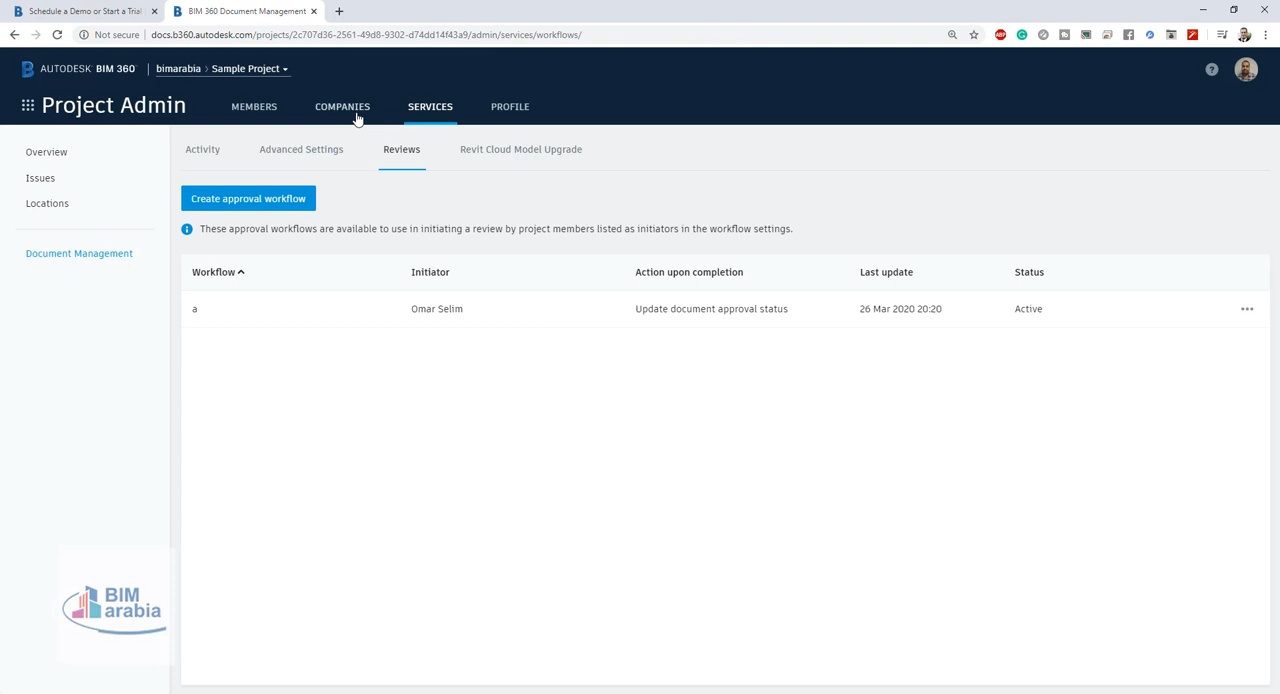 Schedule a Demo or Start a Trial
BIM 360 Document Management
Not secure
docs.b360.autodesk.com/projects/2c707d36-2561-49d8-9302-d74dd14f43a9/admin/services/workflows/
AUTODESK® BIM 360™
bimarabia > Sample Project
Project Admin
MEMBERS
COMPANIES
SERVICES
PROFILE
Overview
Issues
Locations
Document Management
Activity
Advanced Settings
Reviews
Revit Cloud Model Upgrade
Create approval workflow
These approval workflows are available to use in initiating a review by project members listed as initiators in the workflow settings.
Workflow Initiator Action upon completion Last update Status
a Omar Selim Update document approval status 26 Mar 2020 20:20 Active
BIM
arabia